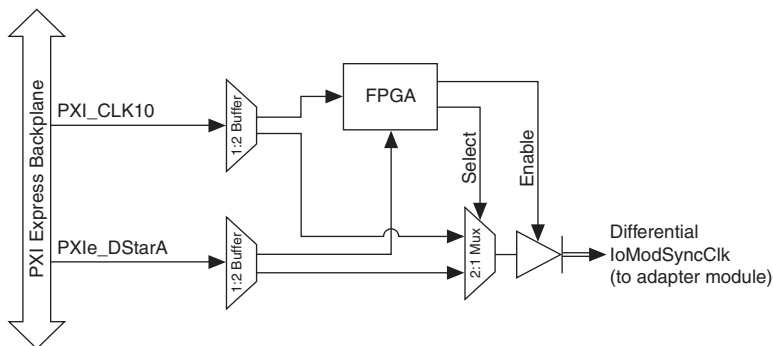 PXI Express Backplane
PXI_CLK10
1:2 Buffer
FPGA
Select
Enable
PXIe_DStarA
1:2 Buffer
2:1 Mux
Differential
IoModSyncClk
(to adapter module)